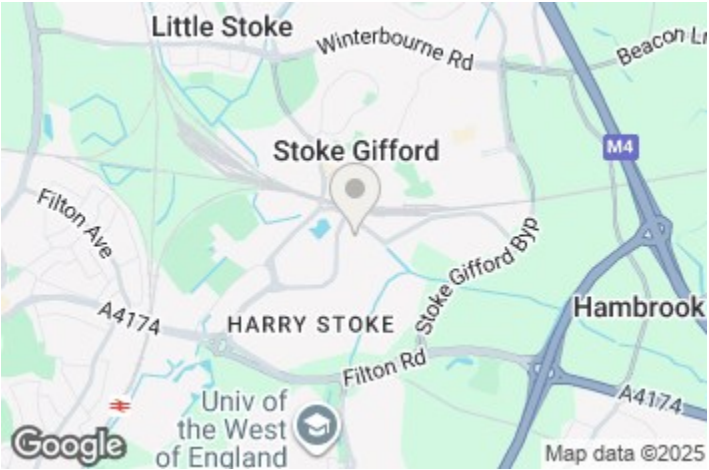 Little Stoke
Winterbourne Rd
Beacon Ln
M4
Stoke Gifford
Filton Ave
Stoke Gifford Byp
Hambrook
A4174
HARRY STOKE
Filton Rd
A4174
Univ of
the West
of England
Google
Map data ©2025